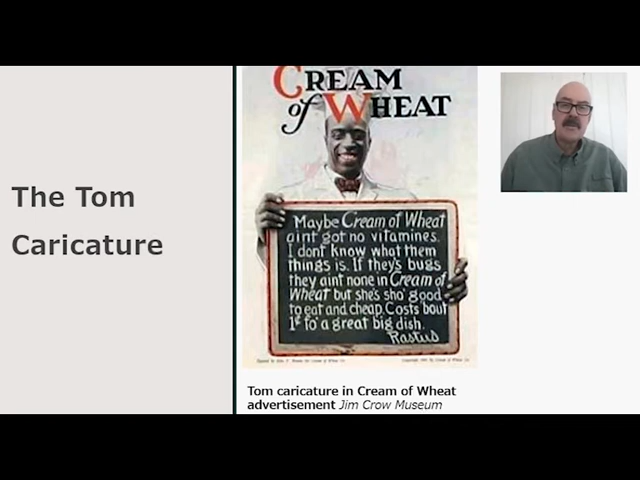 The Tom
Caricature
CREAM
of WHEAT
Maybe Cream of Wheat
aint got no vitamines.
I dont know what them
things is. If they's bugs
they aint none in Cream of
Wheat but she's sho' good
to eat and cheap. Costs 'bout
1¢ fo' a great big dish.
Rastus
Tom caricature in Cream of Wheat
advertisement Jim Crow Museum